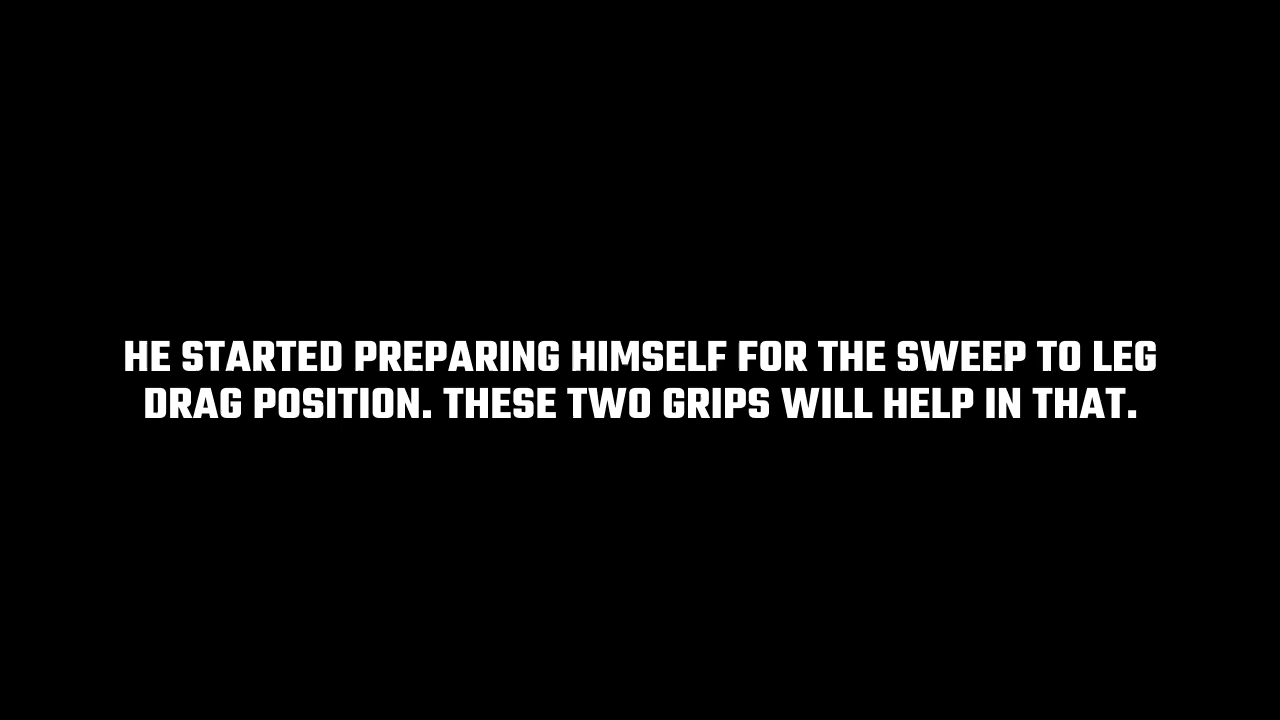 HE STARTED PREPARING HIMSELF FOR THE SWEEP TO LEG
DRAG POSITION. THESE TWO GRIPS WILL HELP IN THAT.